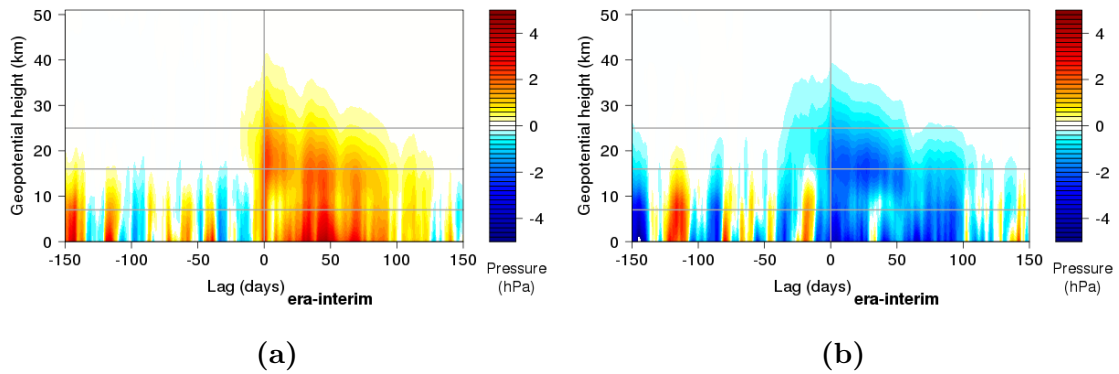 50
40
30
20
10
0
Geopotential height (km)
-150 -100 -50 0 50 100 150
Lag (days)
era-interim
4
2
0
-2
-4
Pressure
(hPa)
(a)
50
40
30
20
10
0
Geopotential height (km)
-150 -100 -50 0 50 100 150
Lag (days)
era-interim
4
2
0
-2
-4
Pressure
(hPa)
(b)